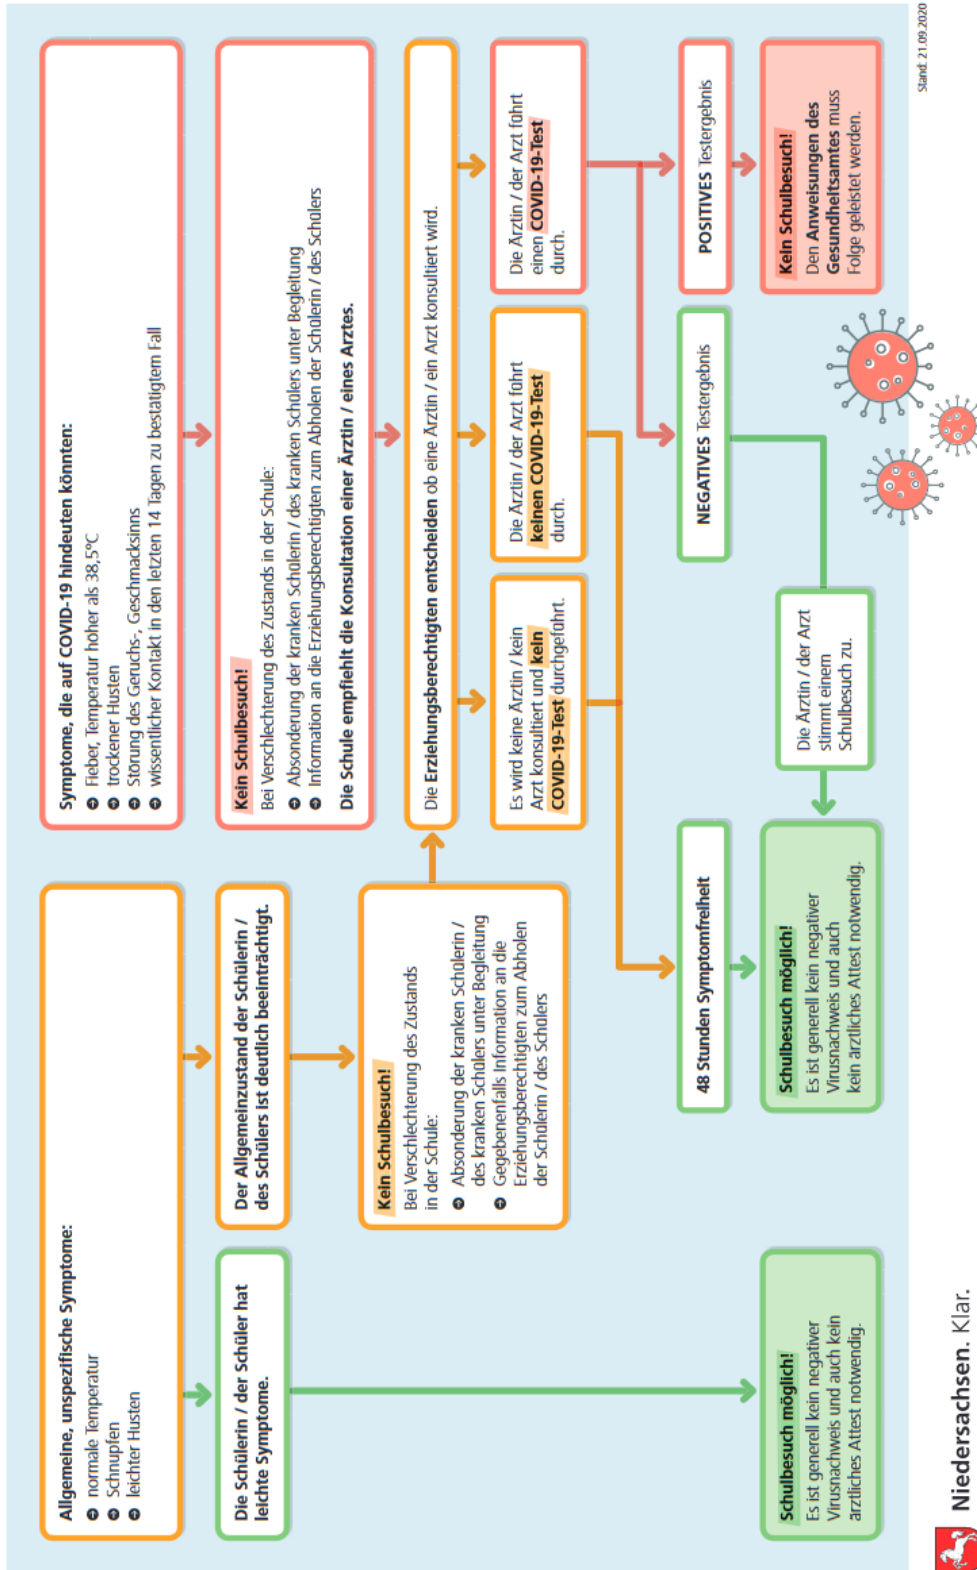 Allgemeine, unspezifische Symptome:
normale Temperatur
Schnupfen
leichter Husten
Symptome, die auf COVID-19 hindeuten könnten:
Fieber, Temperatur höher als 38,5°C
trockener Husten
Störung des Geruchs-, Geschmacksinns
wissentlicher Kontakt in den letzten 14 Tagen zu bestätigtem Fall
Die Schülerin / der Schüler hat
leichte Symptome.
Der Allgemeinzustand der Schülerin /
des Schülers ist deutlich beeinträchtigt.
Kein Schulbesuch!
Bei Verschlechterung des Zustands in der Schule:
Absonderung der kranken Schülerin / des kranken Schülers unter Begleitung
Information an die Erziehungsberechtigten zum Abholen der Schülerin / des Schülers
Die Schule empfiehlt die Konsultation einer Ärztin / eines Arztes.
Kein Schulbesuch!
Bei Verschlechterung des Zustands
in der Schule:
Absonderung der kranken Schülerin /
des kranken Schülers unter Begleitung
Gegebenenfalls Information an die
Erziehungsberechtigten zum Abholen
der Schülerin / des Schülers
Die Erziehungsberechtigten entscheiden ob eine Ärztin / ein Arzt konsultiert wird.
Es wird keine Ärztin / kein
Arzt konsultiert und kein
COVID-19-Test durchgeführt.
Die Ärztin / der Arzt führt
keinen COVID-19-Test
durch.
Die Ärztin / der Arzt führt
einen COVID-19-Test
durch.
48 Stunden Symptomfreiheit
NEGATIVES Testergebnis
POSITIVES Testergebnis
Die Ärztin / der Arzt
stimmt einem
Schulbesuch zu.
Schulbesuch möglich!
Es ist generell kein negativer
Virusnachweis und auch kein
ärztliches Attest notwendig.
Schulbesuch möglich!
Es ist generell kein negativer
Virusnachweis und auch
kein ärztliches Attest notwendig.
Kein Schulbesuch!
Den Anweisungen des
Gesundheitsamtes muss
Folge geleistet werden.
Niedersachsen. Klar.
Stand: 21.09.2020